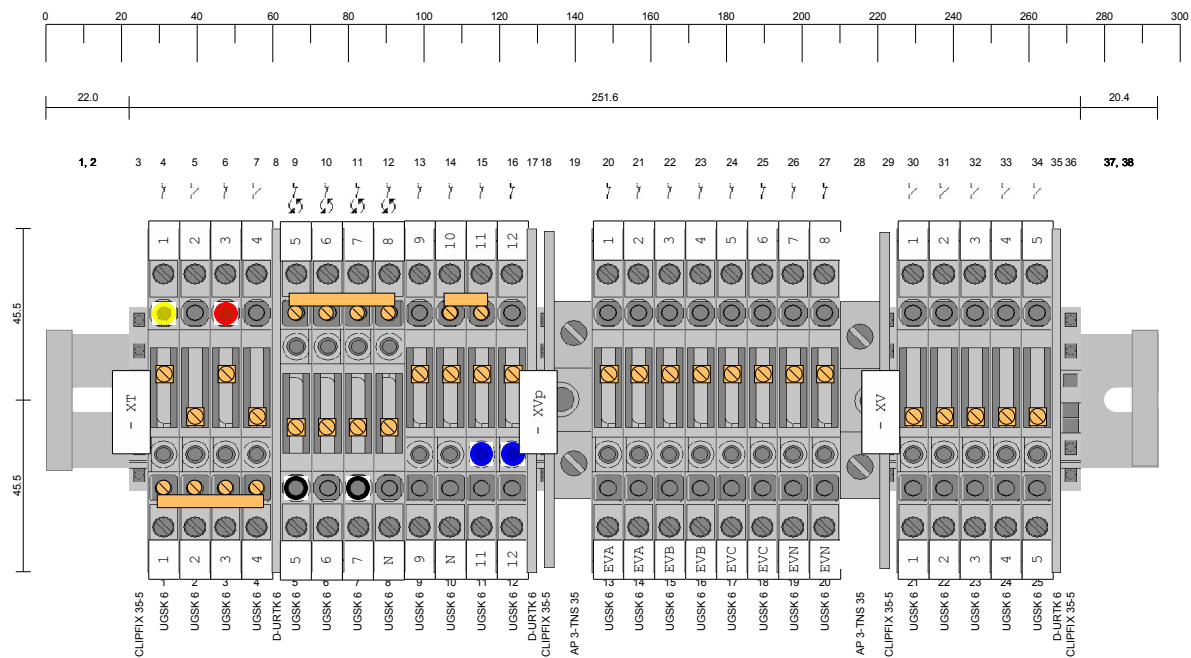 0 20 40 60 80 100 120 140 160 180 200 220 240 260 280 300
22.0 251.6 20.4
1, 2 3 4 5 6 7 8 9 10 11 12 13 14 15 16 17 18 19 20 21 22 23 24 25 26 27 28 29 30 31 32 33 34 35 36 37, 38
1 2 3 4 5 6 7 8 9 10 11 12 1 2 3 4 5 6 7 8 1 2 3 4 5
45.5
- XT - XVp - XV
45.5
1 2 3 4 5 6 7 N 9 N 11 12 EVA EVA EVB EVB EVC EVC EVN EVN 1 2 3 4 5
1 2 3 4 5 6 7 8 9 10 11 12 13 14 15 16 17 18 19 20 21 22 23 24 25
CLIPFIX 35-5 UGSK 6 UGSK 6 UGSK 6 UGSK 6 D-URTK 6 UGSK 6 UGSK 6 UGSK 6 UGSK 6 UGSK 6 UGSK 6 UGSK 6 UGSK 6 D-URTK 6 CLIPFIX 35-5 AP 3-TNS 35 UGSK 6 UGSK 6 UGSK 6 UGSK 6 UGSK 6 UGSK 6 UGSK 6 UGSK 6 AP 3-TNS 35 CLIPFIX 35-5 UGSK 6 UGSK 6 UGSK 6 UGSK 6 UGSK 6 D-URTK 6 CLIPFIX 35-5